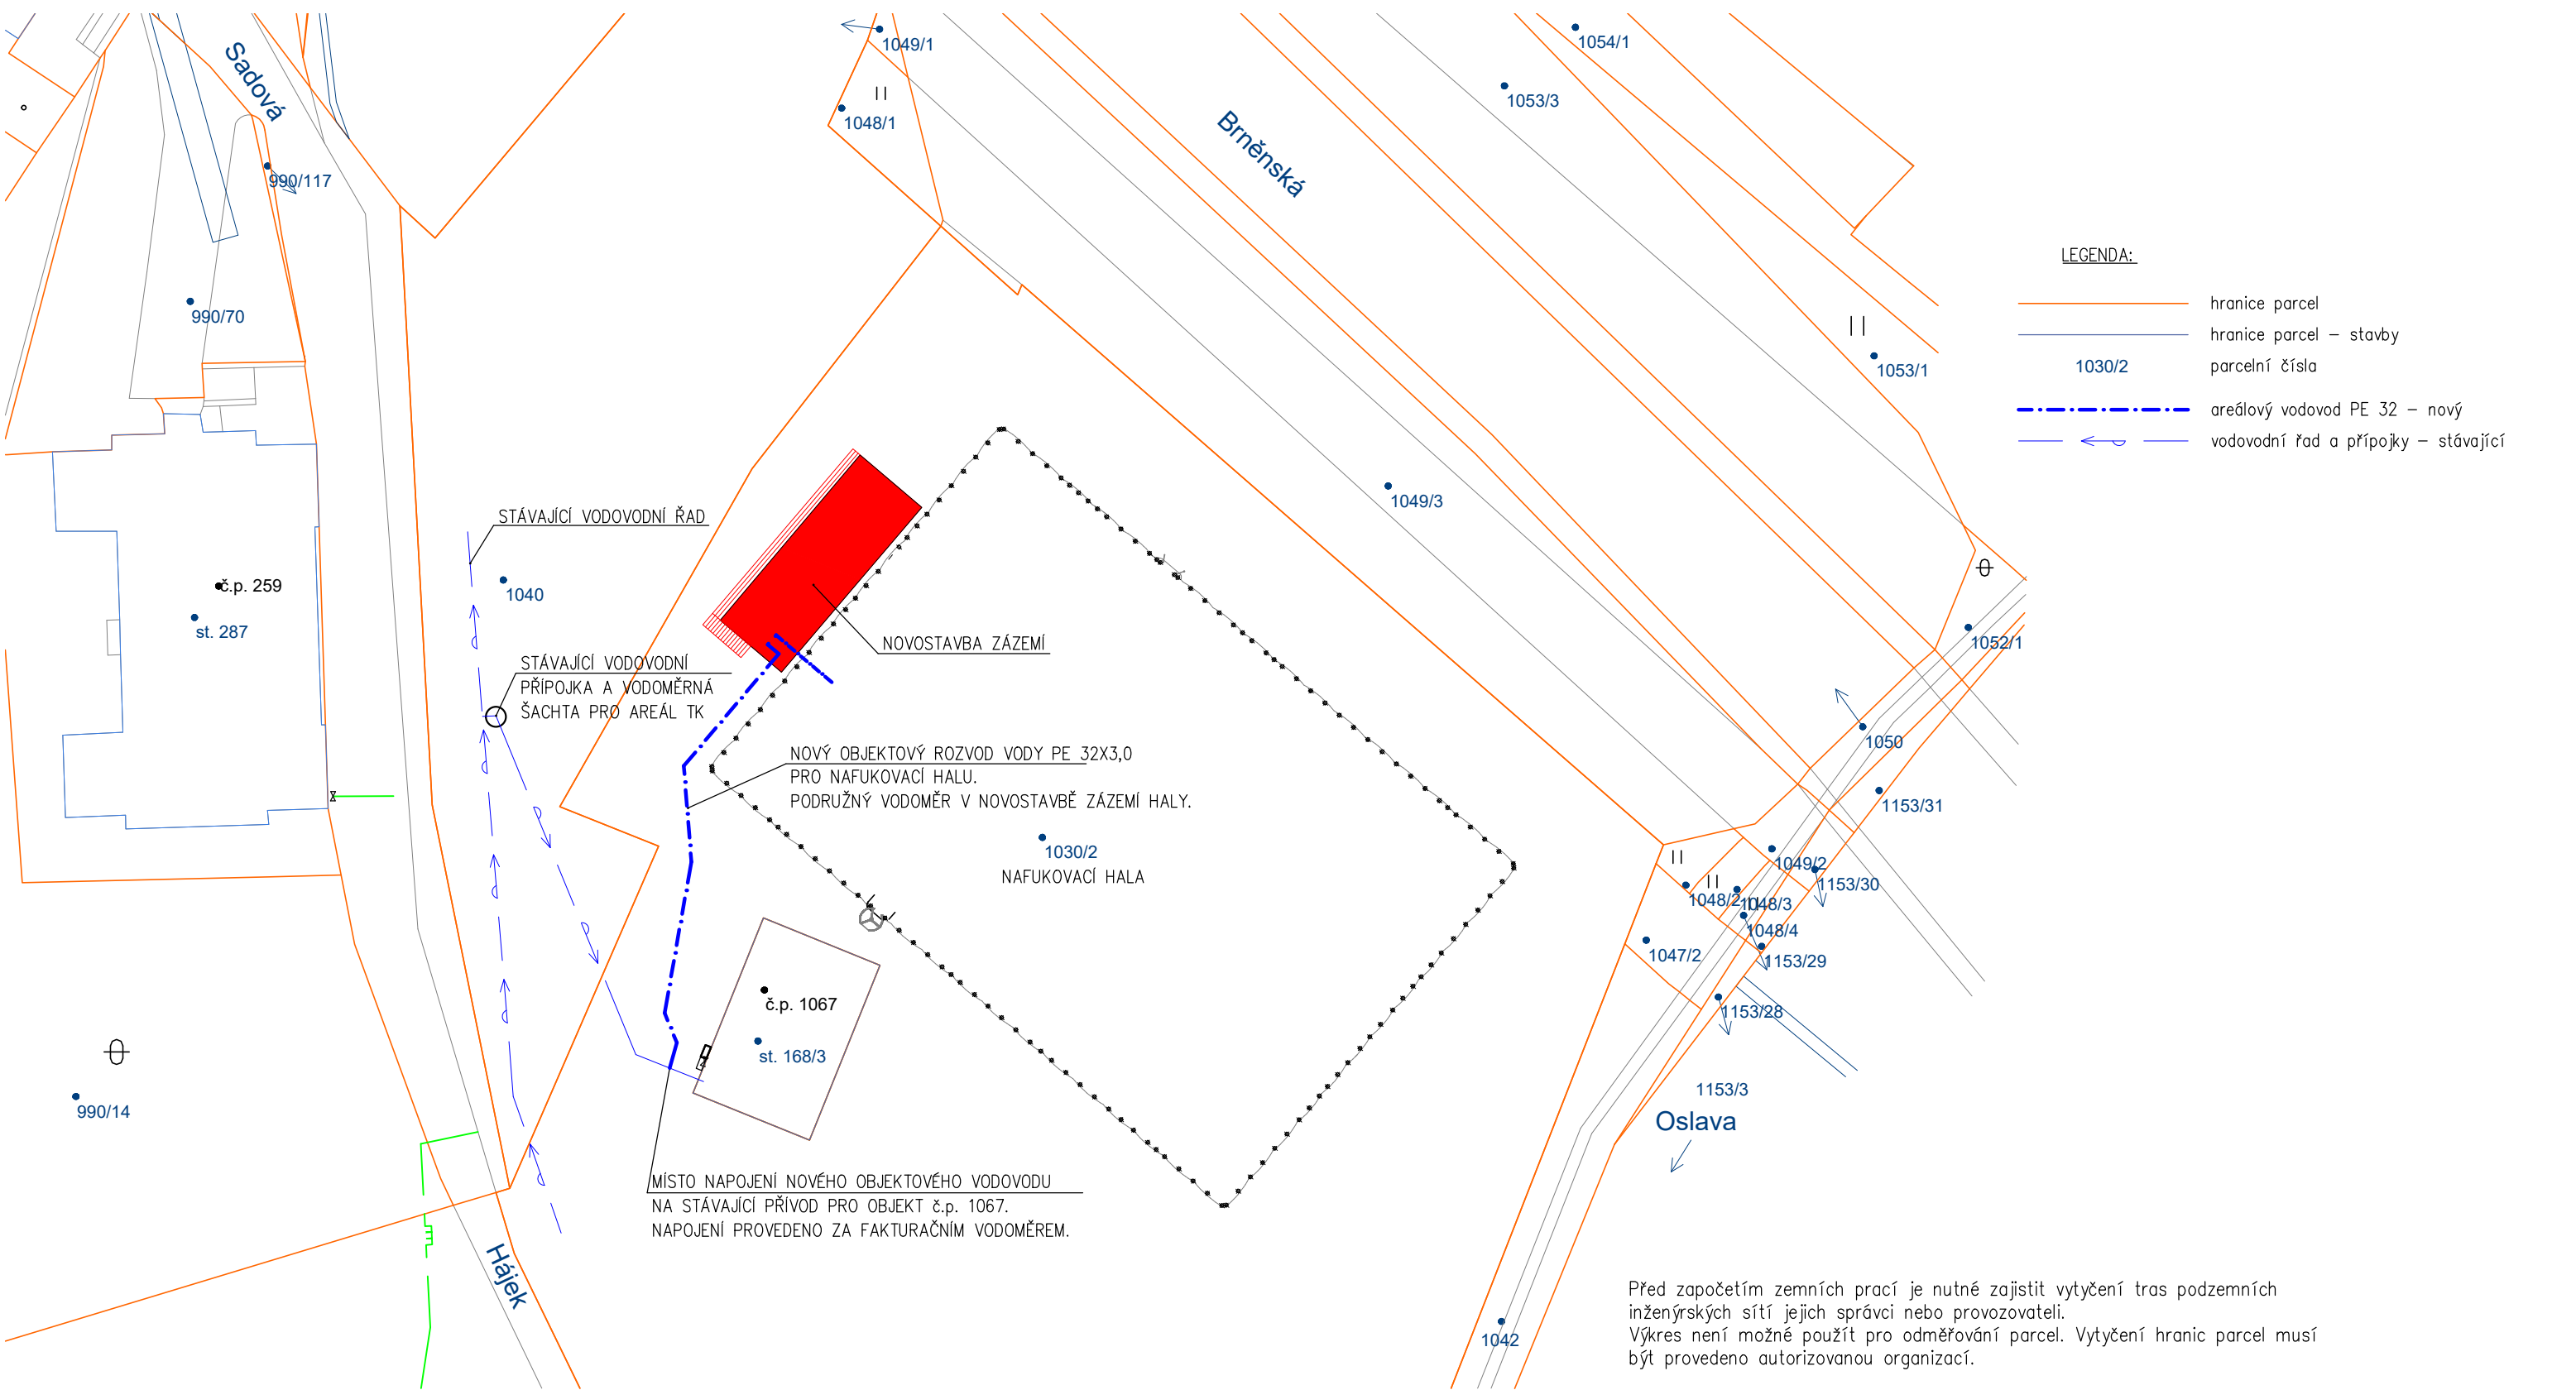 Sadová
990/117
990/70
č.p. 259
st. 287
990/14
Hájek
1049/1
1048/1
Brněnská
1054/1
1053/3
1053/1
1049/3
1052/1
1050
1153/31
1049/2
1153/30
1048/2
1048/3
1048/4
1047/2
1153/29
1153/28
1153/3
Oslava
1042
1040
STÁVAJÍCÍ VODOVODNÍ ŘAD
STÁVAJÍCÍ VODOVODNÍ
PŘÍPOJKA A VODOMĚRNÁ
ŠACHTA PRO AREÁL TK
NOVOSTAVBA ZÁZEMÍ
NOVÝ OBJEKTOVÝ ROZVOD VODY PE 32X3,0
PRO NAFUKOVACÍ HALU.
PODRUŽNÝ VODOMĚR V NOVOSTAVBĚ ZÁZEMÍ HALY.
1030/2
NAFUKOVACÍ HALA
č.p. 1067
st. 168/3
MÍSTO NAPOJENÍ NOVÉHO OBJEKTOVÉHO VODOVODU
NA STÁVAJÍCÍ PŘÍVOD PRO OBJEKT č.p. 1067.
NAPOJENÍ PROVEDENO ZA FAKTURAČNÍM VODOMĚREM.
LEGENDA:
hranice parcel
hranice parcel – stavby
1030/2 parcelní čísla
areálový vodovod PE 32 – nový
vodovodní řad a přípojky – stávající
Před započetím zemních prací je nutné zajistit vytyčení tras podzemních
inženýrských sítí jejich správci nebo provozovateli.
Výkres není možné použít pro odměřování parcel. Vytyčení hranic parcel musí
být provedeno autorizovanou organizací.